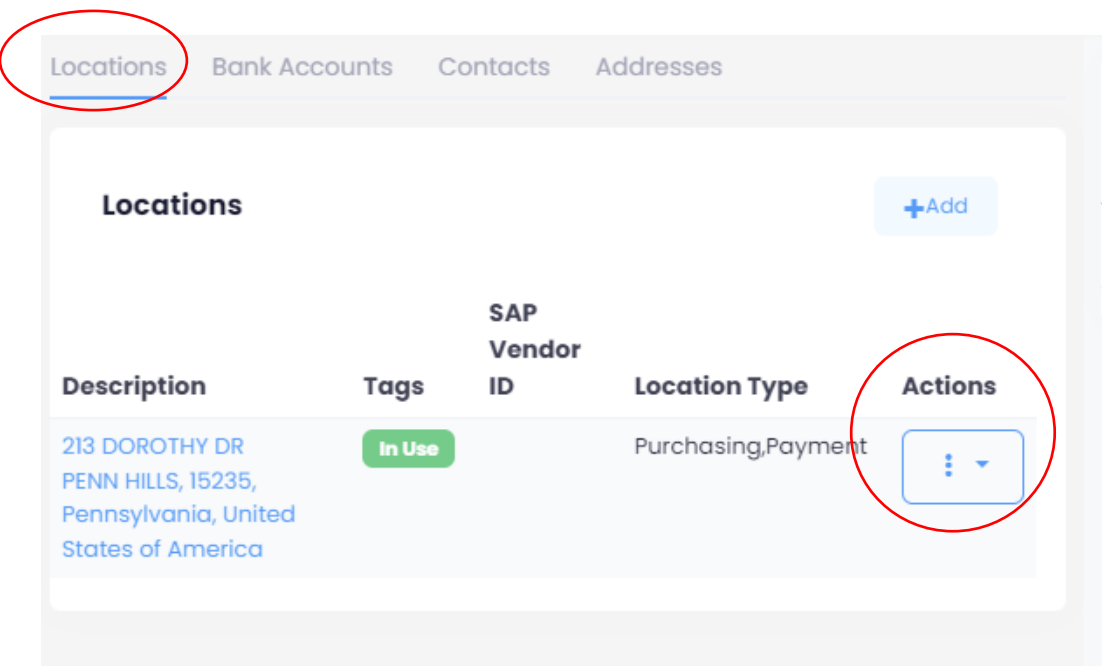 Locations Bank Accounts Contacts Addresses
Locations
+Add
SAP
Vendor
Description Tags ID Location Type Actions
213 DOROTHY DR In Use Purchasing,Payment
PENN HILLS, 15235,
Pennsylvania, United
States of America